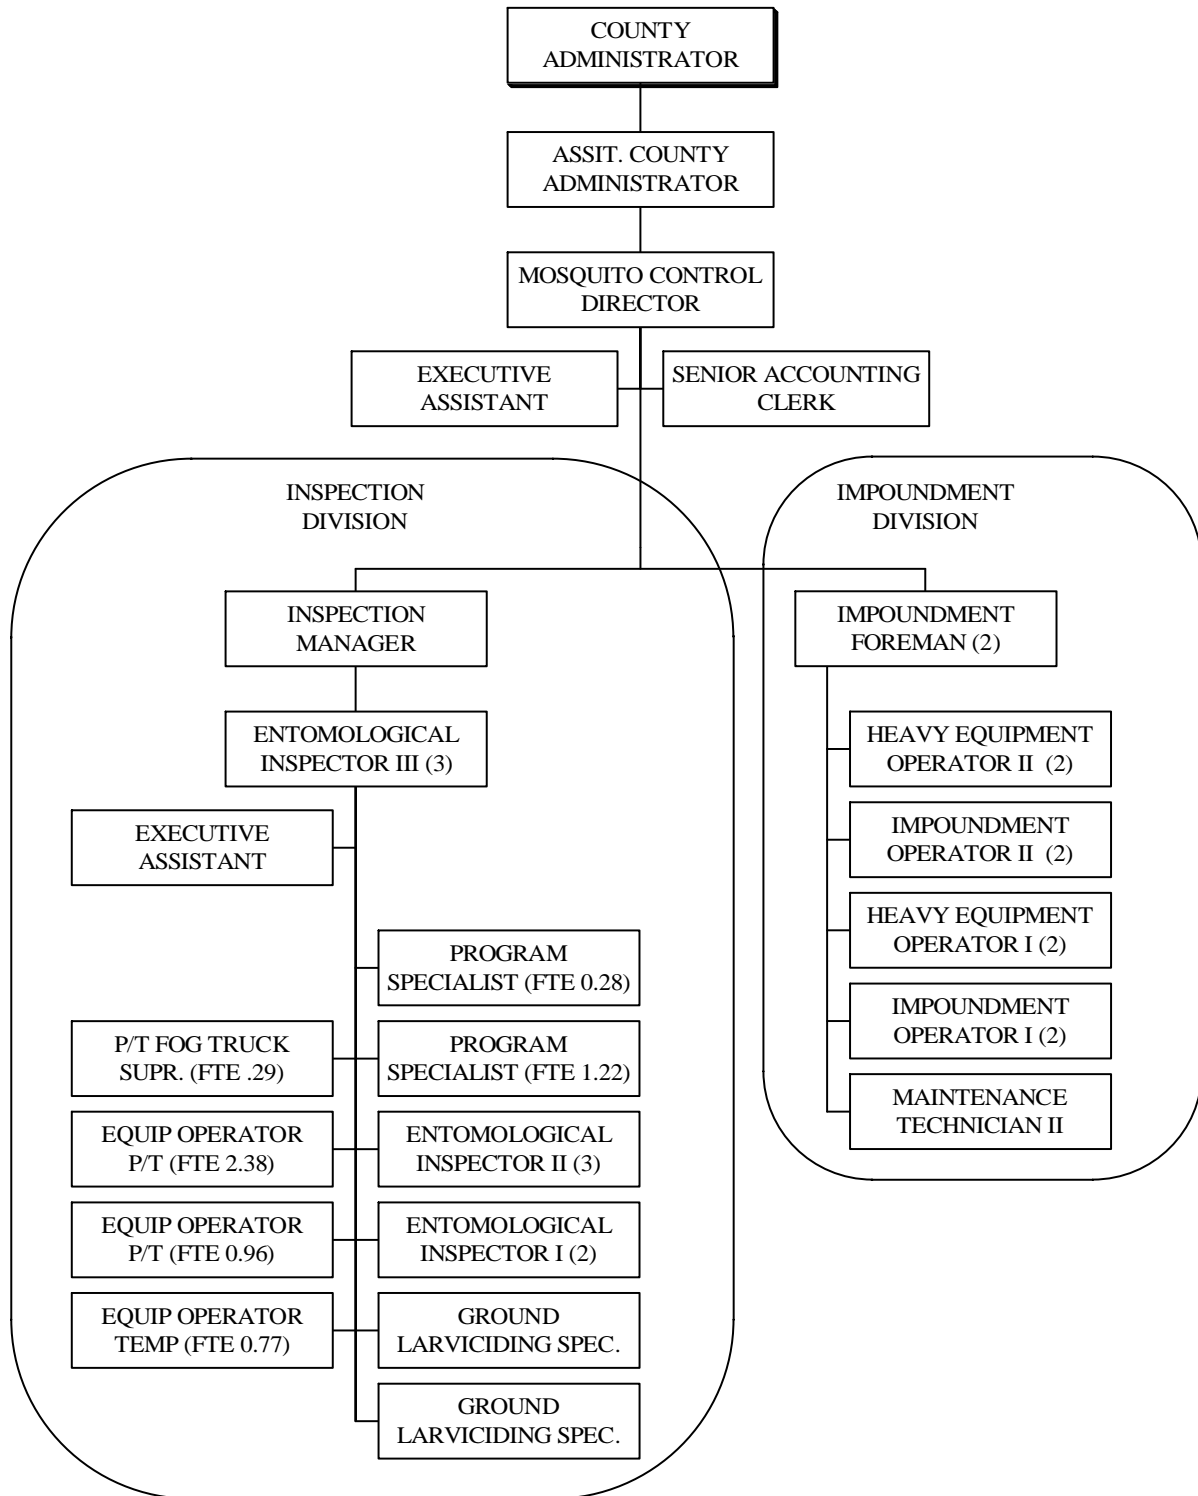 COUNTY
ADMINISTRATOR
ASSIT. COUNTY
ADMINISTRATOR
MOSQUITO CONTROL
DIRECTOR
EXECUTIVE
ASSISTANT
SENIOR ACCOUNTING
CLERK
INSPECTION
DIVISION
IMPOUNDMENT
DIVISION
INSPECTION
MANAGER
IMPOUNDMENT
FOREMAN (2)
ENTOMOLOGICAL
INSPECTOR III (3)
HEAVY EQUIPMENT
OPERATOR II (2)
EXECUTIVE
ASSISTANT
IMPOUNDMENT
OPERATOR II (2)
HEAVY EQUIPMENT
OPERATOR I (2)
PROGRAM
SPECIALIST (FTE 0.28)
IMPOUNDMENT
OPERATOR I (2)
P/T FOG TRUCK
SUPR. (FTE .29)
PROGRAM
SPECIALIST (FTE 1.22)
MAINTENANCE
TECHNICIAN II
EQUIP OPERATOR
P/T (FTE 2.38)
ENTOMOLOGICAL
INSPECTOR II (3)
EQUIP OPERATOR
P/T (FTE 0.96)
ENTOMOLOGICAL
INSPECTOR I (2)
EQUIP OPERATOR
TEMP (FTE 0.77)
GROUND
LARVICIDING SPEC.
GROUND
LARVICIDING SPEC.